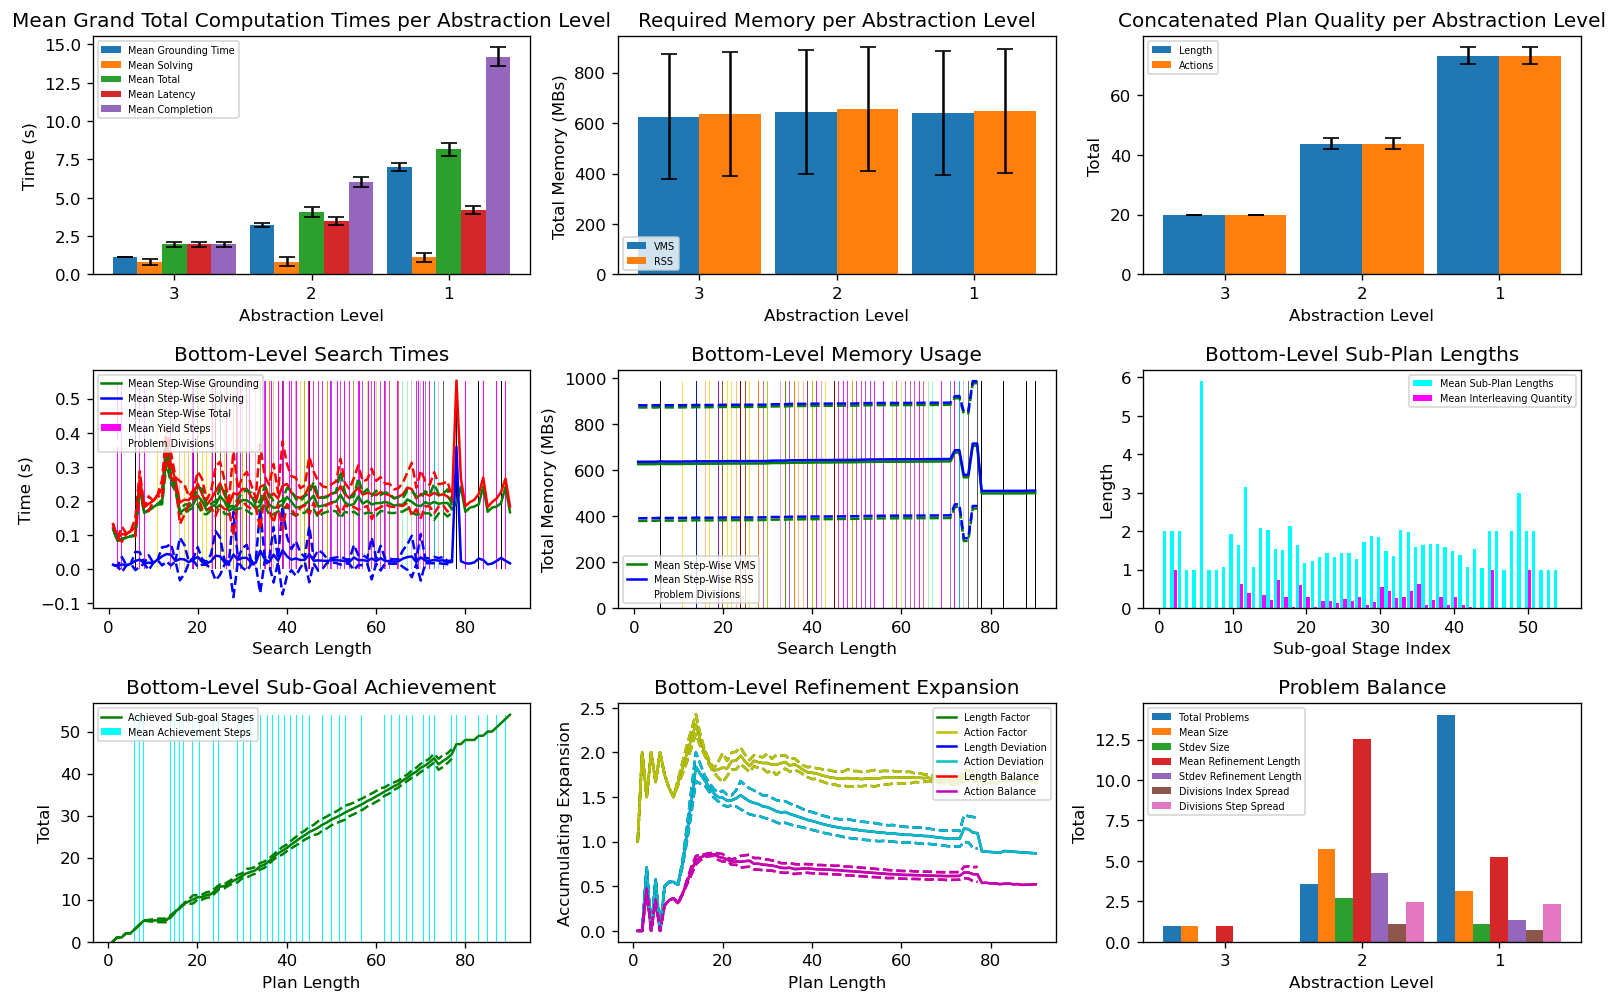 Mean Grand Total Computation Times per Abstraction Level
15.0
12.5
10.0
7.5
5.0
2.5
0.0
Time (s)
Mean Grounding Time
Mean Solving
Mean Total
Mean Latency
Mean Completion
3 2 1
Abstraction Level
Required Memory per Abstraction Level
800
600
400
200
0
Total Memory (MBs)
VMS
RSS
3 2 1
Abstraction Level
Concatenated Plan Quality per Abstraction Level
60
40
20
0
Total
Length
Actions
3 2 1
Abstraction Level
Bottom-Level Search Times
0.5
0.4
0.3
0.2
0.1
0.0
−0.1
Time (s)
Mean Step-Wise Grounding
Mean Step-Wise Solving
Mean Step-Wise Total
Mean Yield Steps
Problem Divisions
0 20 40 60 80
Search Length
Bottom-Level Memory Usage
1000
800
600
400
200
0
Total Memory (MBs)
Mean Step-Wise VMS
Mean Step-Wise RSS
Problem Divisions
0 20 40 60 80
Search Length
Bottom-Level Sub-Plan Lengths
6
5
4
3
2
1
0
Length
Mean Sub-Plan Lengths
Mean Interleaving Quantity
0 10 20 30 40 50
Sub-goal Stage Index
Bottom-Level Sub-Goal Achievement
50
40
30
20
10
0
Total
Achieved Sub-goal Stages
Mean Achievement Steps
0 20 40 60 80
Plan Length
Bottom-Level Refinement Expansion
2.5
2.0
1.5
1.0
0.5
0.0
Accumulating Expansion
Length Factor
Action Factor
Length Deviation
Action Deviation
Length Balance
Action Balance
0 20 40 60 80
Plan Length
Problem Balance
12.5
10.0
7.5
5.0
2.5
0.0
Total
Total Problems
Mean Size
Stdev Size
Mean Refinement Length
Stdev Refinement Length
Divisions Index Spread
Divisions Step Spread
3 2 1
Abstraction Level